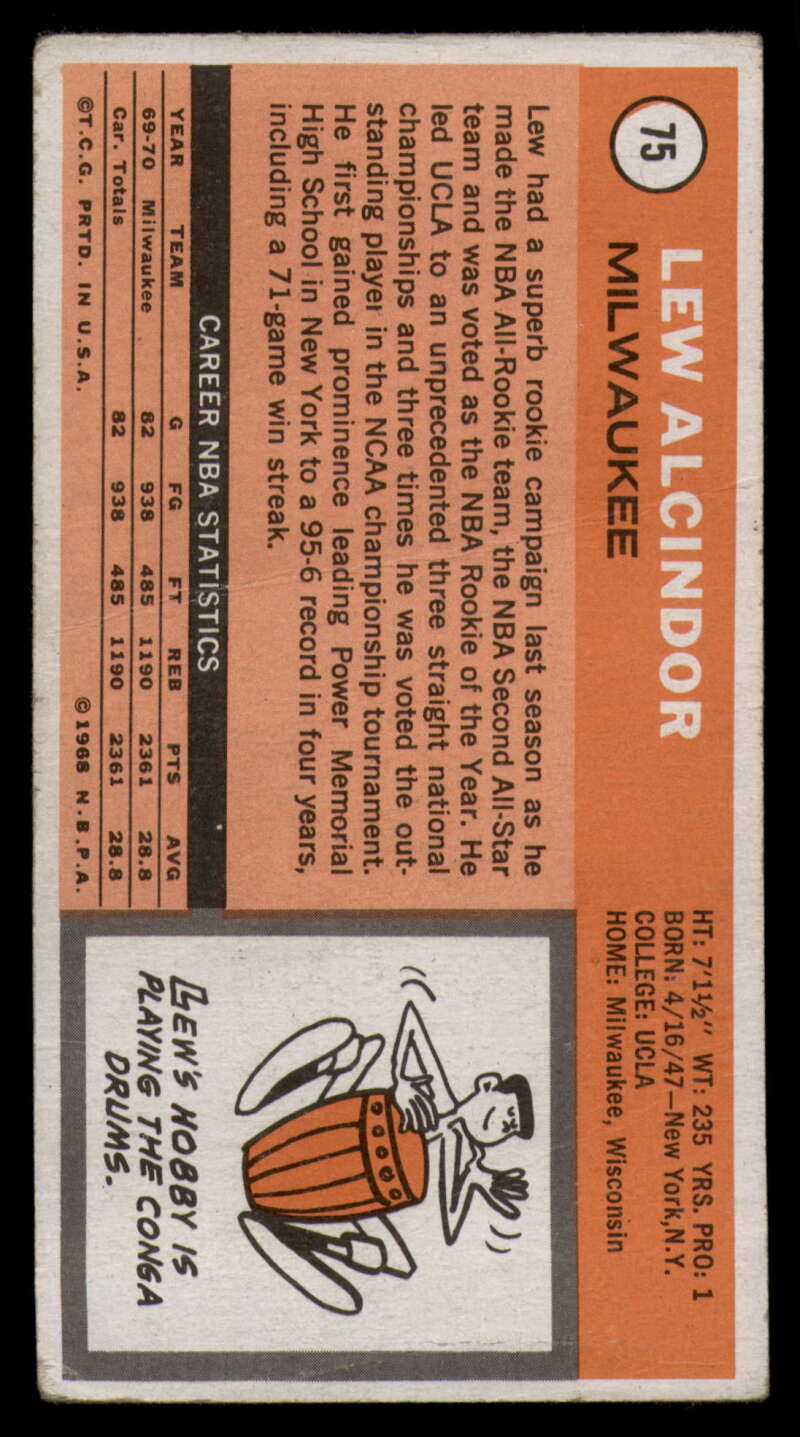 75
LEW ALCINDOR
MILWAUKEE
HT: 7'1½" WT: 235 YRS. PRO: 1
BORN: 4/16/47—New York, N.Y.
COLLEGE: UCLA
HOME: Milwaukee, Wisconsin
Lew had a superb rookie campaign last season as he
made the NBA All-Rookie team, the NBA Second All-Star
team and was voted as the NBA Rookie of the Year. He
led UCLA to an unprecedented three straight national
championships and three times he was voted the out-
standing player in the NCAA championship tournament.
He first gained prominence leading Power Memorial
High School in New York to a 95-6 record in four years,
including a 71-game win streak.
CAREER NBA STATISTICS
YEAR TEAM G FG FT REB PTS AVG
69-70 Milwaukee 82 938 485 1190 2361 28.8
Car. Totals 82 938 485 1190 2361 28.8
©T.C.G. PRTD. IN U.S.A. ©1968 N.B.P.A.
LEW'S HOBBY IS
PLAYING THE CONGA
DRUMS.